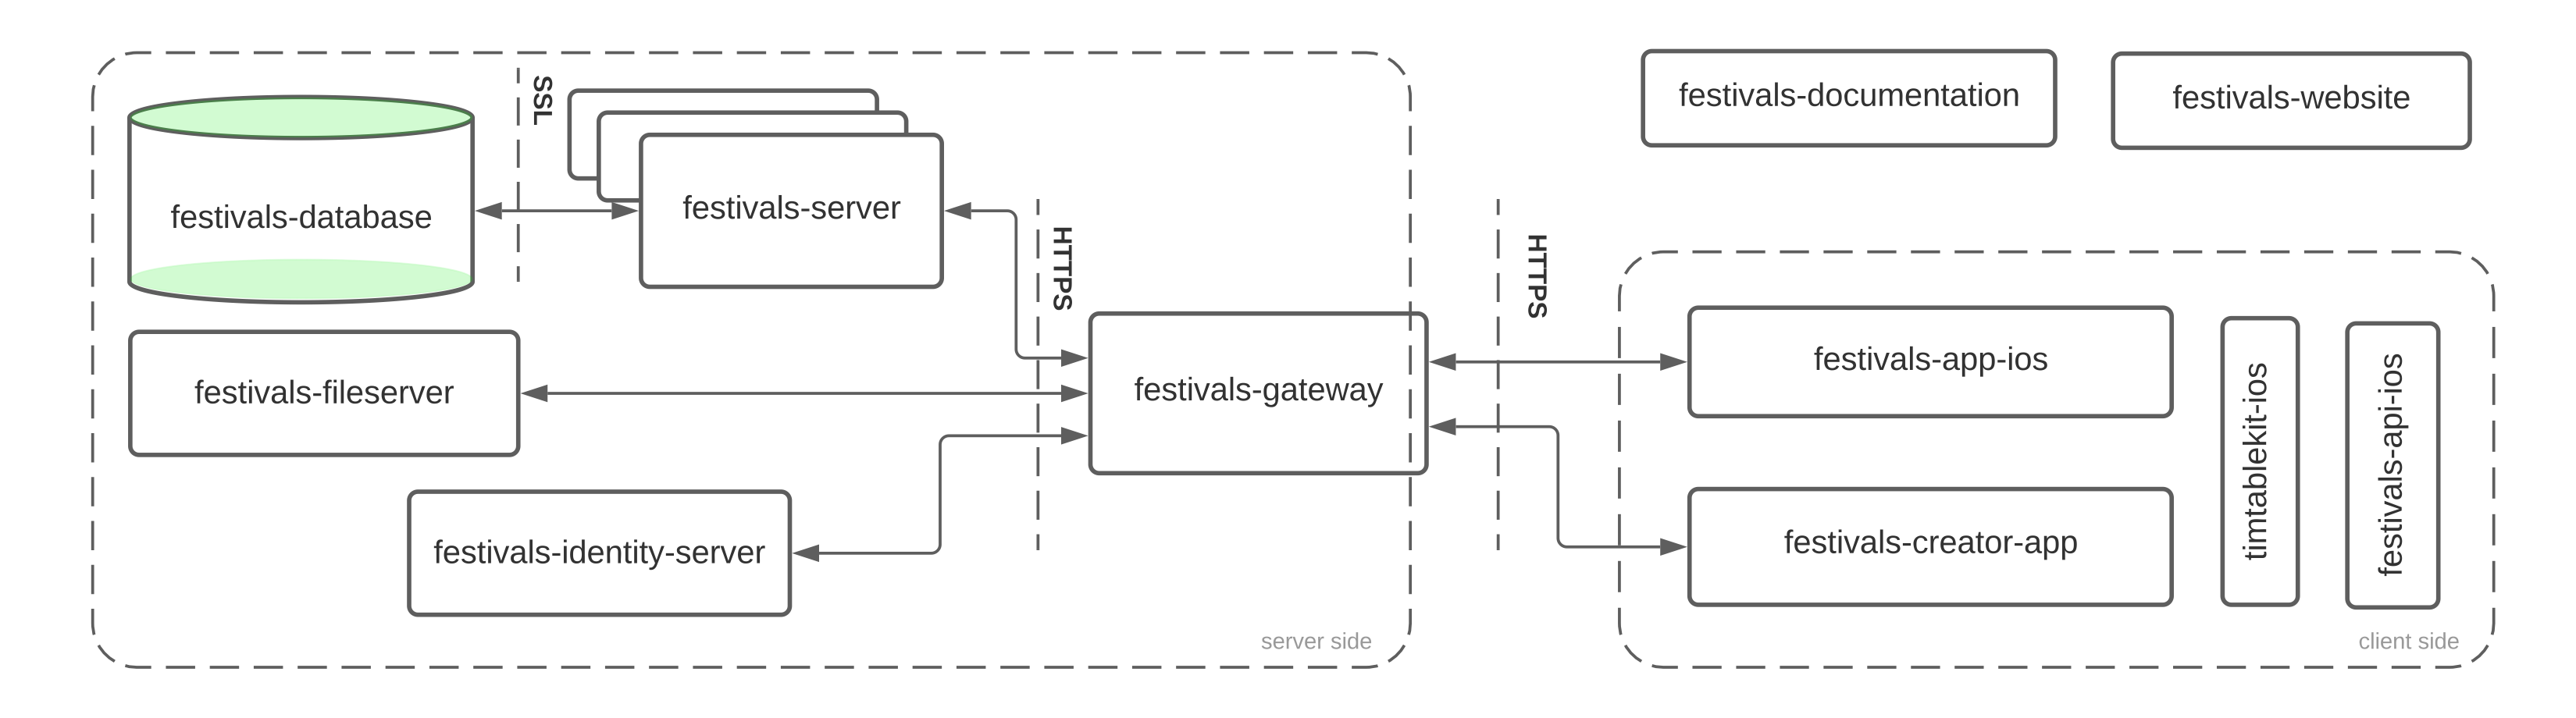 SSL
festivals-database
festivals-server
HTTPS
festivals-fileserver
festivals-gateway
festivals-identity-server
server side
festivals-documentation
festivals-website
HTTPS
festivals-app-ios
festivals-creator-app
timtablekit-ios
festivals-api-ios
client side